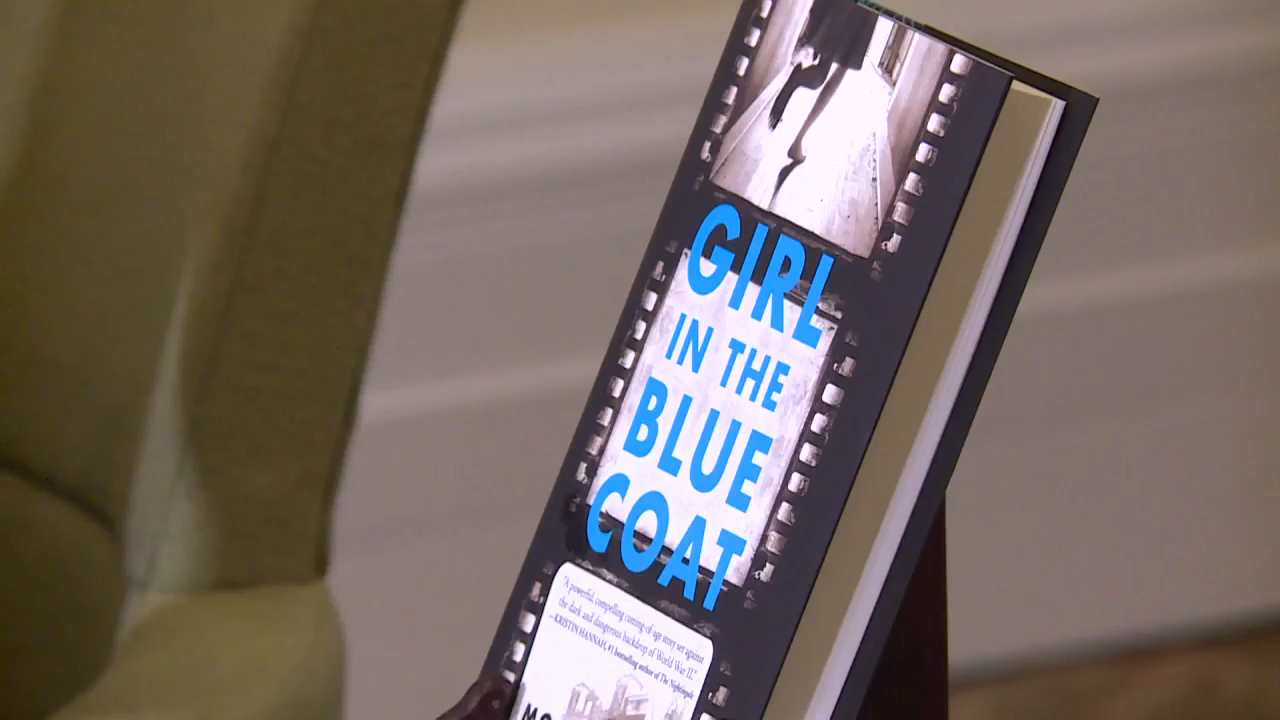 GIRL
IN THE
BLUE
COAT
"A powerful, compelling coming-of-age story set against
the dark and dangerous backdrop of World War II."
—KRISTIN HANNAH, #1 bestselling author of The Nightingale
MO